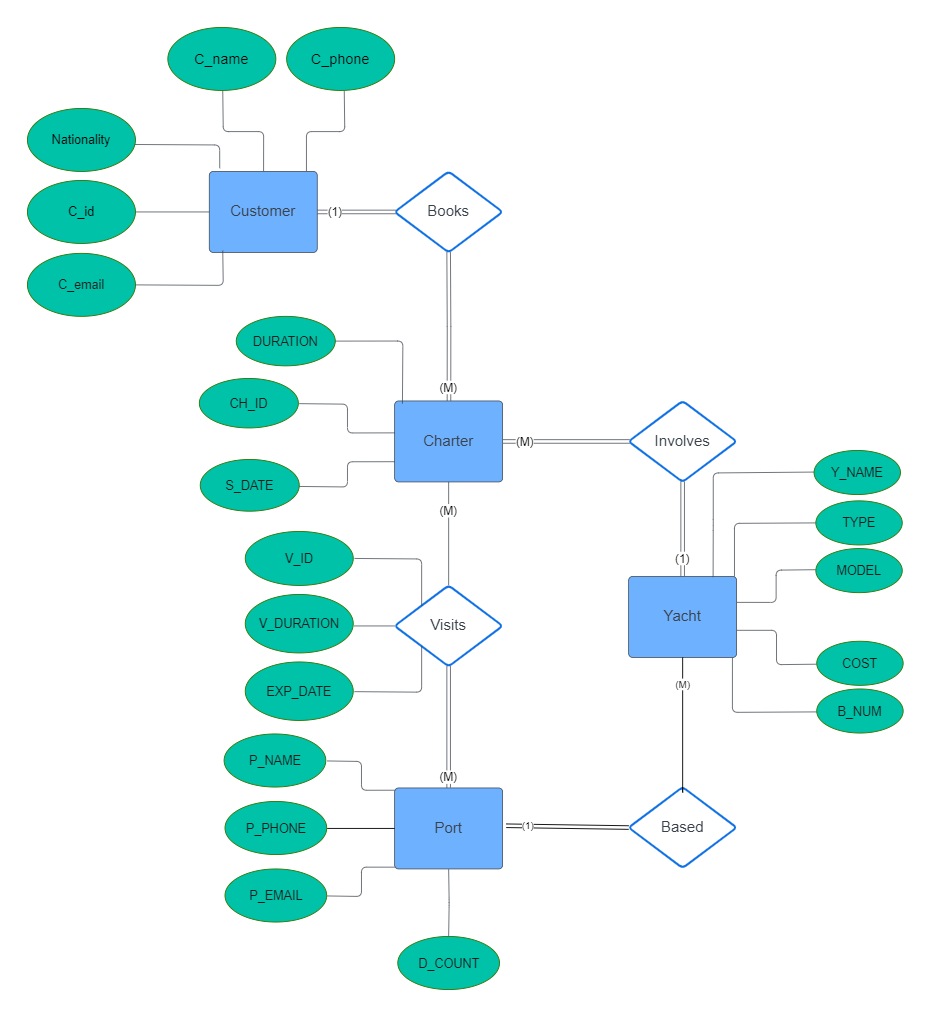 C_name
C_phone
Nationality
C_id
C_email
Customer
(1)
Books
(M)
DURATION
CH_ID
S_DATE
Charter
(M)
Involves
(1)
Y_NAME
TYPE
MODEL
COST
B_NUM
Yacht
(M)
V_ID
V_DURATION
EXP_DATE
Visits
(M)
(M)
P_NAME
P_PHONE
P_EMAIL
Port
(1)
Based
D_COUNT